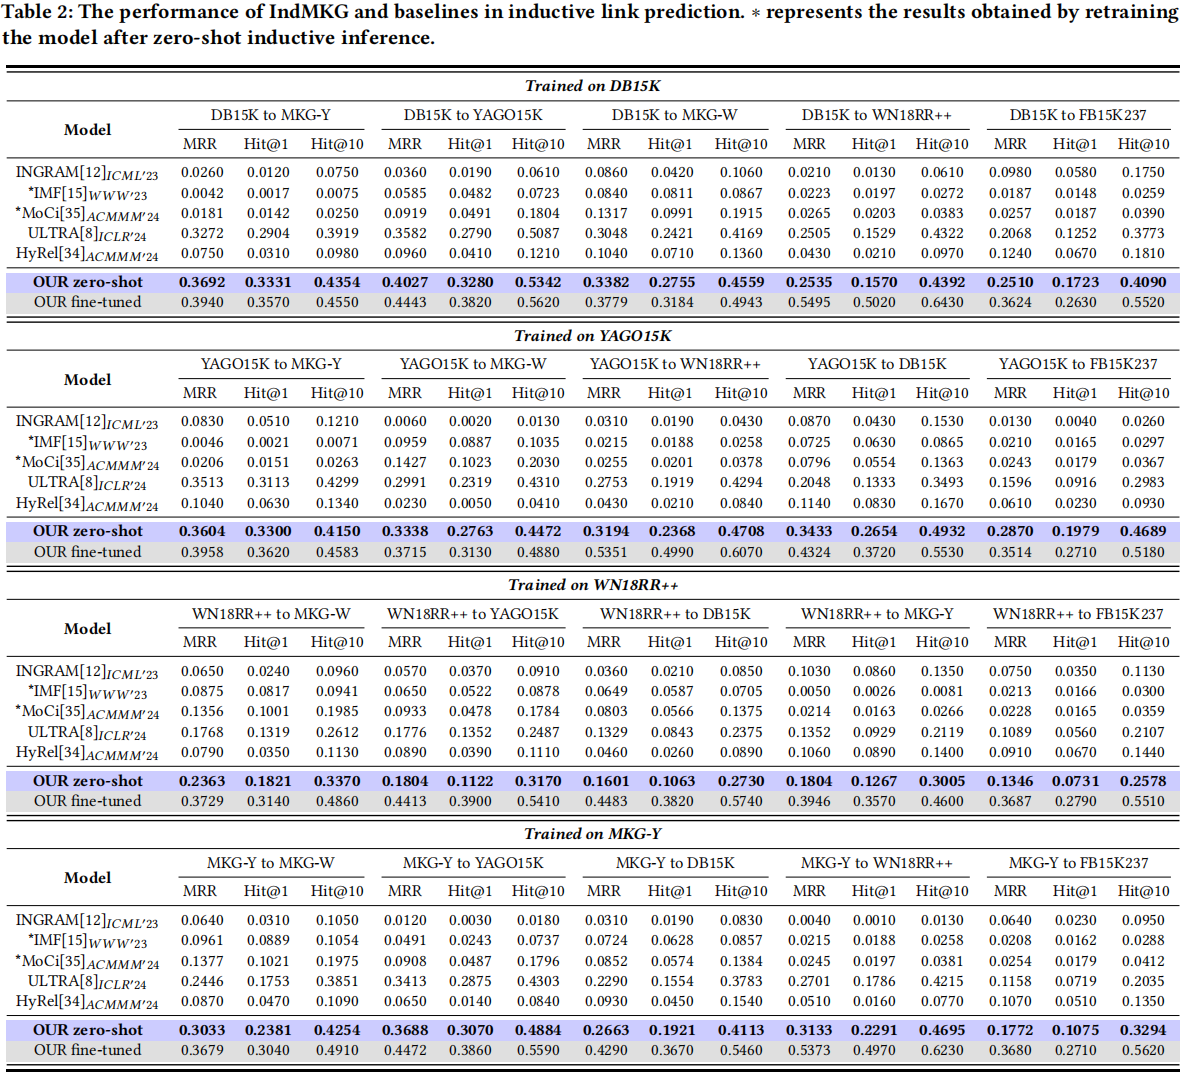 Table 2: The performance of IndMKG and baselines in inductive link prediction. * represents the results obtained by retraining
the model after zero-shot inductive inference.
Trained on DB15K
Model DB15K to MKG-Y DB15K to YAGO15K DB15K to MKG-W DB15K to WN18RR++ DB15K to FB15K237
MRR Hit@1 Hit@10 MRR Hit@1 Hit@10 MRR Hit@1 Hit@10 MRR Hit@1 Hit@10 MRR Hit@1 Hit@10
INGRAM[12]ICML'23 0.0260 0.0120 0.0750 0.0360 0.0190 0.0610 0.0860 0.0420 0.1060 0.0210 0.0130 0.0610 0.0980 0.0580 0.1750
*IMF[15]WWW'23 0.0042 0.0017 0.0075 0.0585 0.0482 0.0723 0.0840 0.0811 0.0867 0.0223 0.0197 0.0272 0.0187 0.0148 0.0259
*MoCi[35]ACMMM'24 0.0181 0.0142 0.0250 0.0919 0.0491 0.1804 0.1317 0.0991 0.1915 0.0265 0.0203 0.0383 0.0257 0.0187 0.0390
ULTRA[8]ICLR'24 0.3272 0.2904 0.3919 0.3582 0.2790 0.5087 0.3048 0.2421 0.4169 0.2505 0.1529 0.4322 0.2068 0.1252 0.3773
HyRel[34]ACMMM'24 0.0750 0.0310 0.0980 0.0960 0.0410 0.1210 0.1040 0.0710 0.1360 0.0430 0.0210 0.0970 0.1240 0.0670 0.1810
OUR zero-shot 0.3692 0.3331 0.4354 0.4027 0.3280 0.5342 0.3382 0.2755 0.4559 0.2535 0.1570 0.4392 0.2510 0.1723 0.4090
OUR fine-tuned 0.3940 0.3570 0.4550 0.4443 0.3820 0.5620 0.3779 0.3184 0.4943 0.5495 0.5020 0.6430 0.3624 0.2630 0.5520
Trained on YAGO15K
Model YAGO15K to MKG-Y YAGO15K to MKG-W YAGO15K to WN18RR++ YAGO15K to DB15K YAGO15K to FB15K237
MRR Hit@1 Hit@10 MRR Hit@1 Hit@10 MRR Hit@1 Hit@10 MRR Hit@1 Hit@10 MRR Hit@1 Hit@10
INGRAM[12]ICML'23 0.0830 0.0510 0.1210 0.0060 0.0020 0.0130 0.0310 0.0190 0.0430 0.0870 0.0430 0.1530 0.0130 0.0040 0.0260
*IMF[15]WWW'23 0.0046 0.0021 0.0071 0.0959 0.0887 0.1035 0.0215 0.0188 0.0258 0.0725 0.0630 0.0865 0.0210 0.0165 0.0297
*MoCi[35]ACMMM'24 0.0206 0.0151 0.0263 0.1427 0.1023 0.2030 0.0255 0.0201 0.0378 0.0796 0.0554 0.1363 0.0243 0.0179 0.0367
ULTRA[8]ICLR'24 0.3513 0.3113 0.4299 0.2991 0.2319 0.4310 0.2753 0.1919 0.4294 0.2048 0.1333 0.3493 0.1596 0.0916 0.2983
HyRel[34]ACMMM'24 0.1040 0.0630 0.1340 0.0230 0.0050 0.0410 0.0430 0.0210 0.0840 0.1140 0.0830 0.1670 0.0610 0.0230 0.0930
OUR zero-shot 0.3604 0.3300 0.4150 0.3338 0.2763 0.4472 0.3194 0.2368 0.4708 0.3433 0.2654 0.4932 0.2870 0.1979 0.4689
OUR fine-tuned 0.3958 0.3620 0.4583 0.3715 0.3130 0.4880 0.5351 0.4990 0.6070 0.4324 0.3720 0.5530 0.3514 0.2710 0.5180
Trained on WN18RR++
Model WN18RR++ to MKG-W WN18RR++ to YAGO15K WN18RR++ to DB15K WN18RR++ to MKG-Y WN18RR++ to FB15K237
MRR Hit@1 Hit@10 MRR Hit@1 Hit@10 MRR Hit@1 Hit@10 MRR Hit@1 Hit@10 MRR Hit@1 Hit@10
INGRAM[12]ICML'23 0.0650 0.0240 0.0960 0.0570 0.0370 0.0910 0.0360 0.0210 0.0850 0.1030 0.0860 0.1350 0.0750 0.0350 0.1130
*IMF[15]WWW'23 0.0875 0.0817 0.0941 0.0650 0.0522 0.0878 0.0649 0.0587 0.0705 0.0050 0.0026 0.0081 0.0213 0.0166 0.0300
*MoCi[35]ACMMM'24 0.1356 0.1001 0.1985 0.0933 0.0478 0.1784 0.0803 0.0566 0.1375 0.0214 0.0163 0.0266 0.0228 0.0165 0.0359
ULTRA[8]ICLR'24 0.1768 0.1319 0.2612 0.1776 0.1352 0.2487 0.1329 0.0843 0.2375 0.1352 0.0929 0.2119 0.1089 0.0560 0.2107
HyRel[34]ACMMM'24 0.0790 0.0350 0.1130 0.0890 0.0390 0.1110 0.0460 0.0260 0.0890 0.1060 0.0890 0.1400 0.0910 0.0670 0.1440
OUR zero-shot 0.2363 0.1821 0.3370 0.1804 0.1122 0.3170 0.1601 0.1063 0.2730 0.1804 0.1267 0.3005 0.1346 0.0731 0.2578
OUR fine-tuned 0.3729 0.3140 0.4860 0.4413 0.3900 0.5410 0.4483 0.3820 0.5740 0.3946 0.3570 0.4600 0.3687 0.2790 0.5510
Trained on MKG-Y
Model MKG-Y to MKG-W MKG-Y to YAGO15K MKG-Y to DB15K MKG-Y to WN18RR++ MKG-Y to FB15K237
MRR Hit@1 Hit@10 MRR Hit@1 Hit@10 MRR Hit@1 Hit@10 MRR Hit@1 Hit@10 MRR Hit@1 Hit@10
INGRAM[12]ICML'23 0.0640 0.0310 0.1050 0.0120 0.0030 0.0180 0.0310 0.0190 0.0830 0.0040 0.0010 0.0130 0.0640 0.0230 0.0950
*IMF[15]WWW'23 0.0961 0.0889 0.1054 0.0491 0.0243 0.0737 0.0724 0.0628 0.0857 0.0215 0.0188 0.0258 0.0208 0.0162 0.0288
*MoCi[35]ACMMM'24 0.1377 0.1021 0.1975 0.0908 0.0487 0.1796 0.0852 0.0574 0.1384 0.0245 0.0197 0.0381 0.0254 0.0179 0.0412
ULTRA[8]ICLR'24 0.2446 0.1753 0.3851 0.3413 0.2875 0.4303 0.2290 0.1554 0.3783 0.2701 0.1786 0.4215 0.1158 0.0719 0.2035
HyRel[34]ACMMM'24 0.0870 0.0470 0.1090 0.0650 0.0140 0.0840 0.0930 0.0450 0.1540 0.0510 0.0160 0.0770 0.1070 0.0510 0.1350
OUR zero-shot 0.3033 0.2381 0.4254 0.3688 0.3070 0.4884 0.2663 0.1921 0.4113 0.3133 0.2291 0.4695 0.1772 0.1075 0.3294
OUR fine-tuned 0.3679 0.3040 0.4910 0.4472 0.3860 0.5590 0.4290 0.3670 0.5460 0.5373 0.4970 0.6230 0.3680 0.2710 0.5620